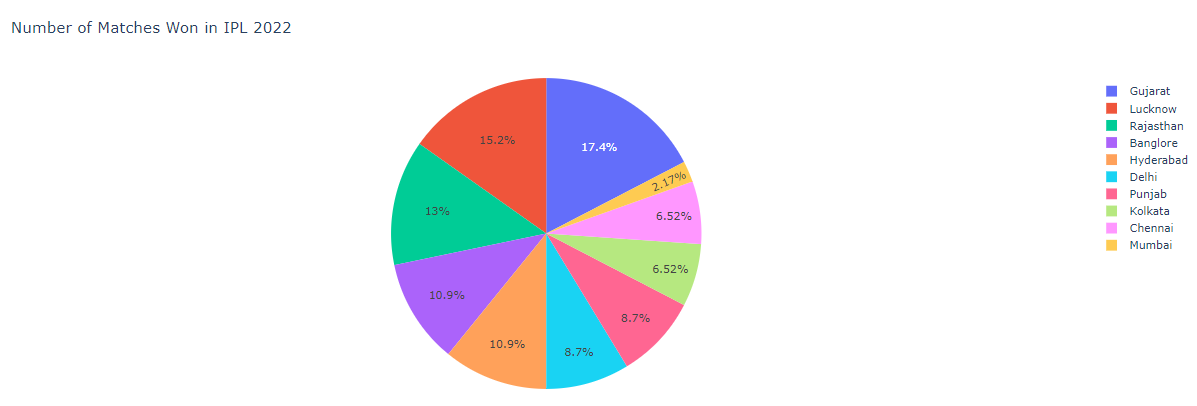 Number of Matches Won in IPL 2022
17.4%
15.2%
2.17%
13%
6.52%
6.52%
10.9%
8.7%
10.9%
8.7%
Gujarat
Lucknow
Rajasthan
Banglore
Hyderabad
Delhi
Punjab
Kolkata
Chennai
Mumbai